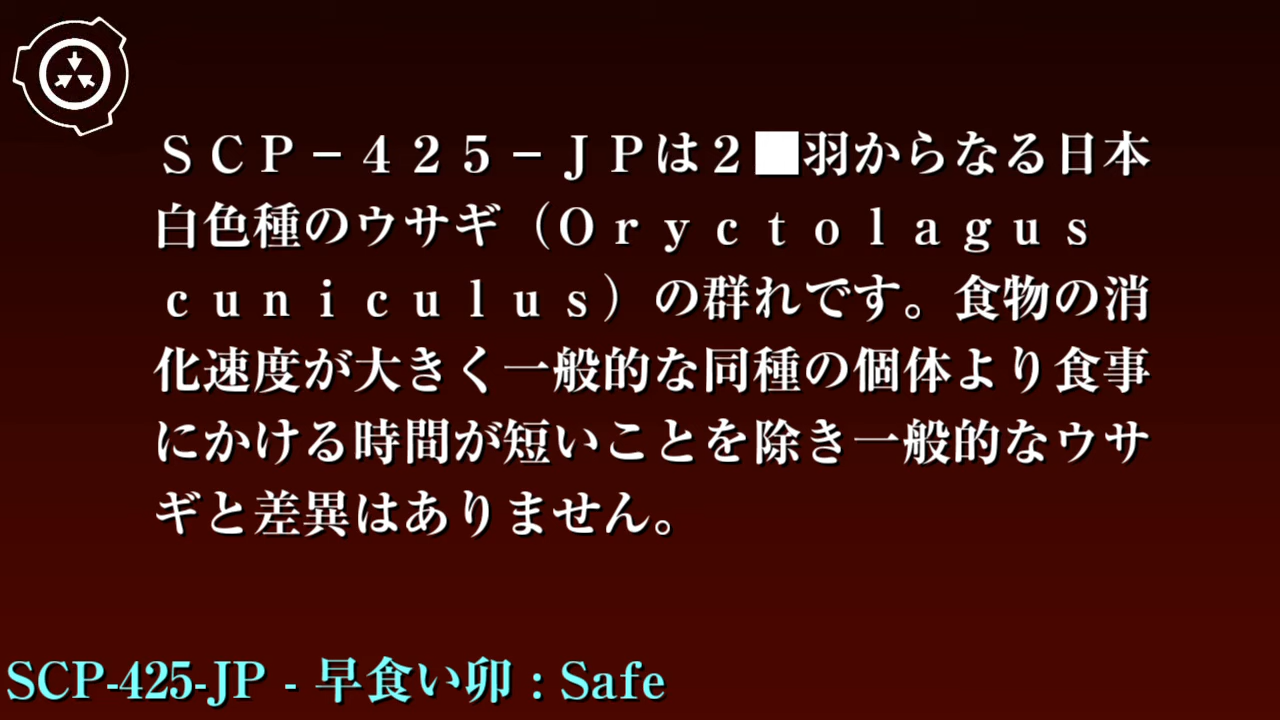 SCP-425-JPは2■羽からなる日本
白色種のウサギ（Oryctolagus
cuniculus）の群れです。食物の消
化速度が大きく一般的な同種の個体より食事
にかける時間が短いことを除き一般的なウサ
ギと差異はありません。
SCP-425-JP - 早食い卯 : Safe